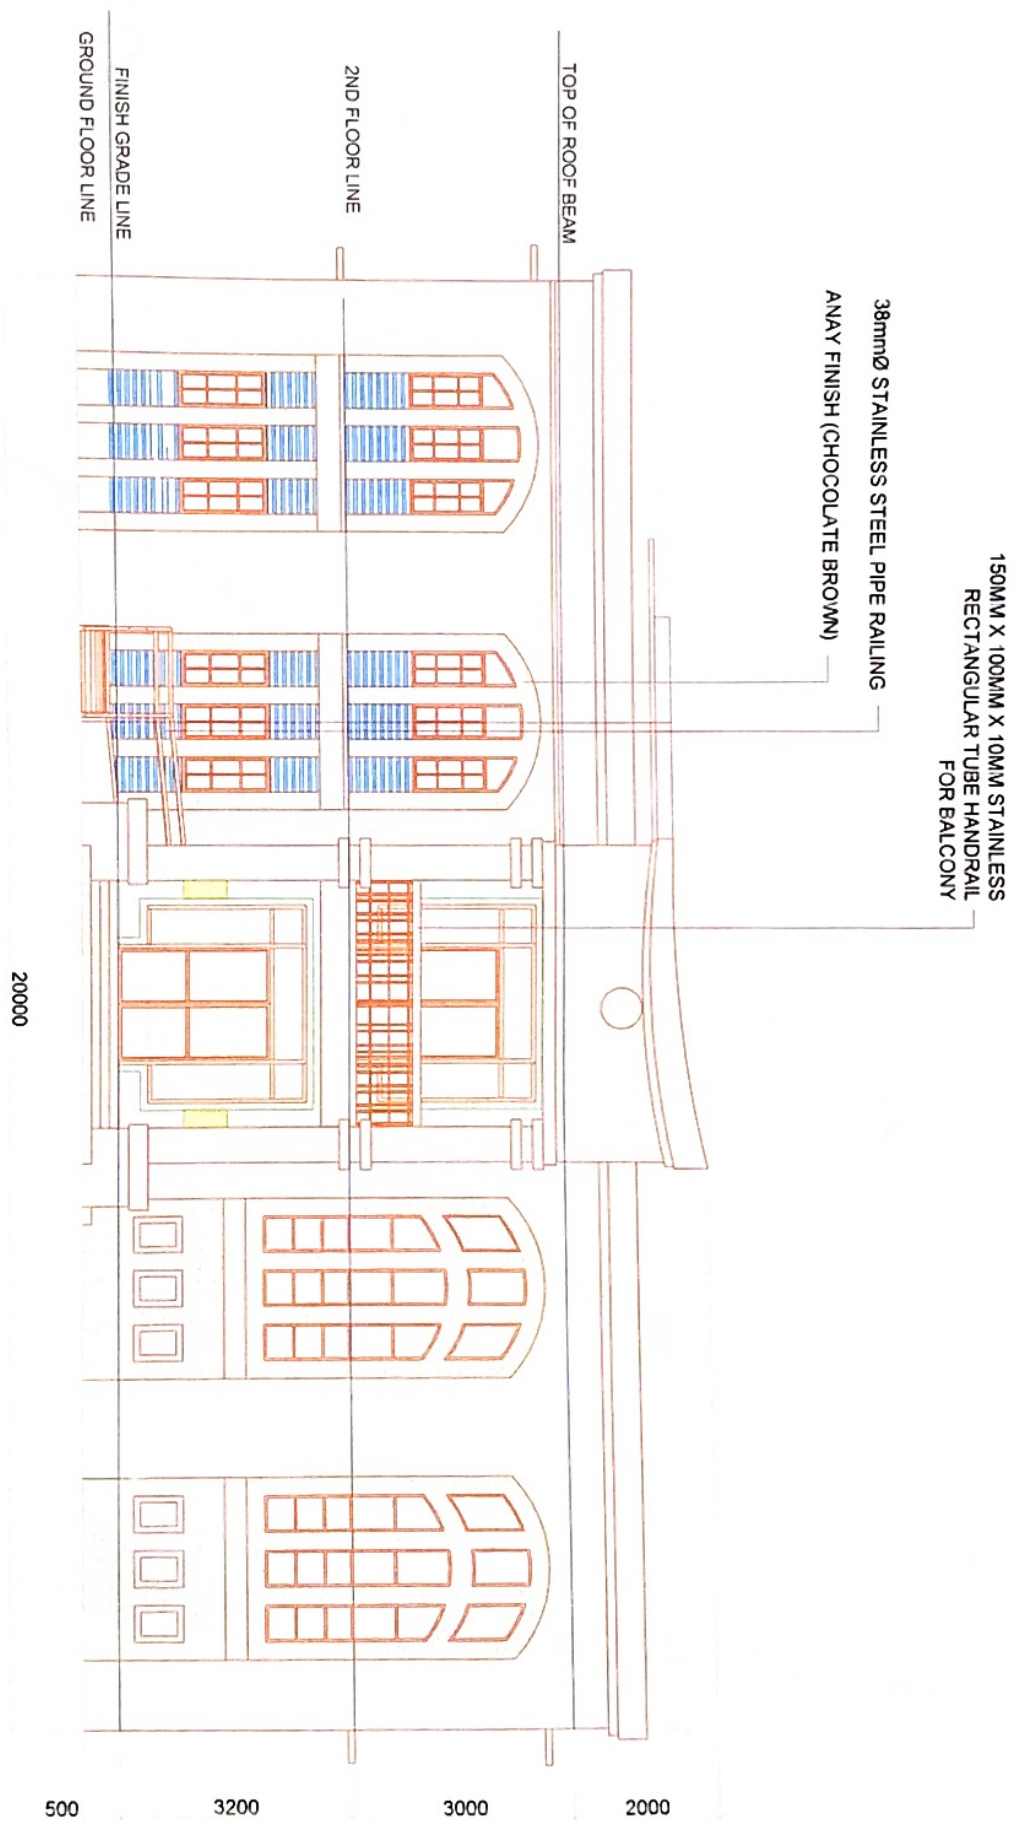 150MM X 100MM X 10MM STAINLESS
RECTANGULAR TUBE HANDRAIL
FOR BALCONY
38mmØ STAINLESS STEEL PIPE RAILING
ANAY FINISH (CHOCOLATE BROWN)
TOP OF ROOF BEAM
2ND FLOOR LINE
FINISH GRADE LINE
GROUND FLOOR LINE
2000
3000
3200
500
20000